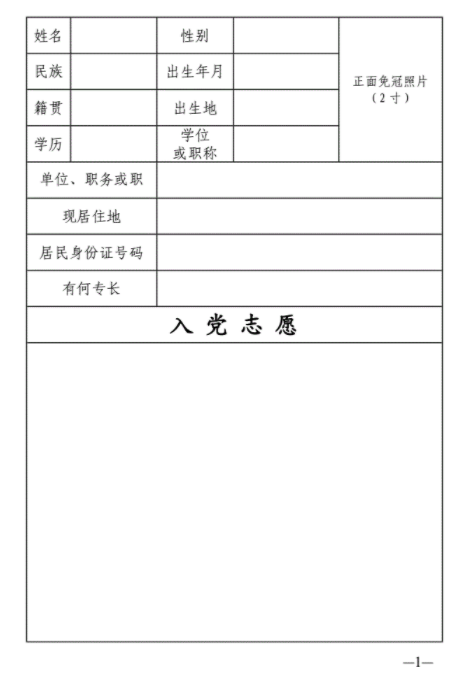 姓名 性别
正面免冠照片
（2寸）
民族 出生年月
籍贯 出生地
学历 学位
或职称
单位、职务或职
现居住地
居民身份证号码
有何专长
入党志愿
—1—